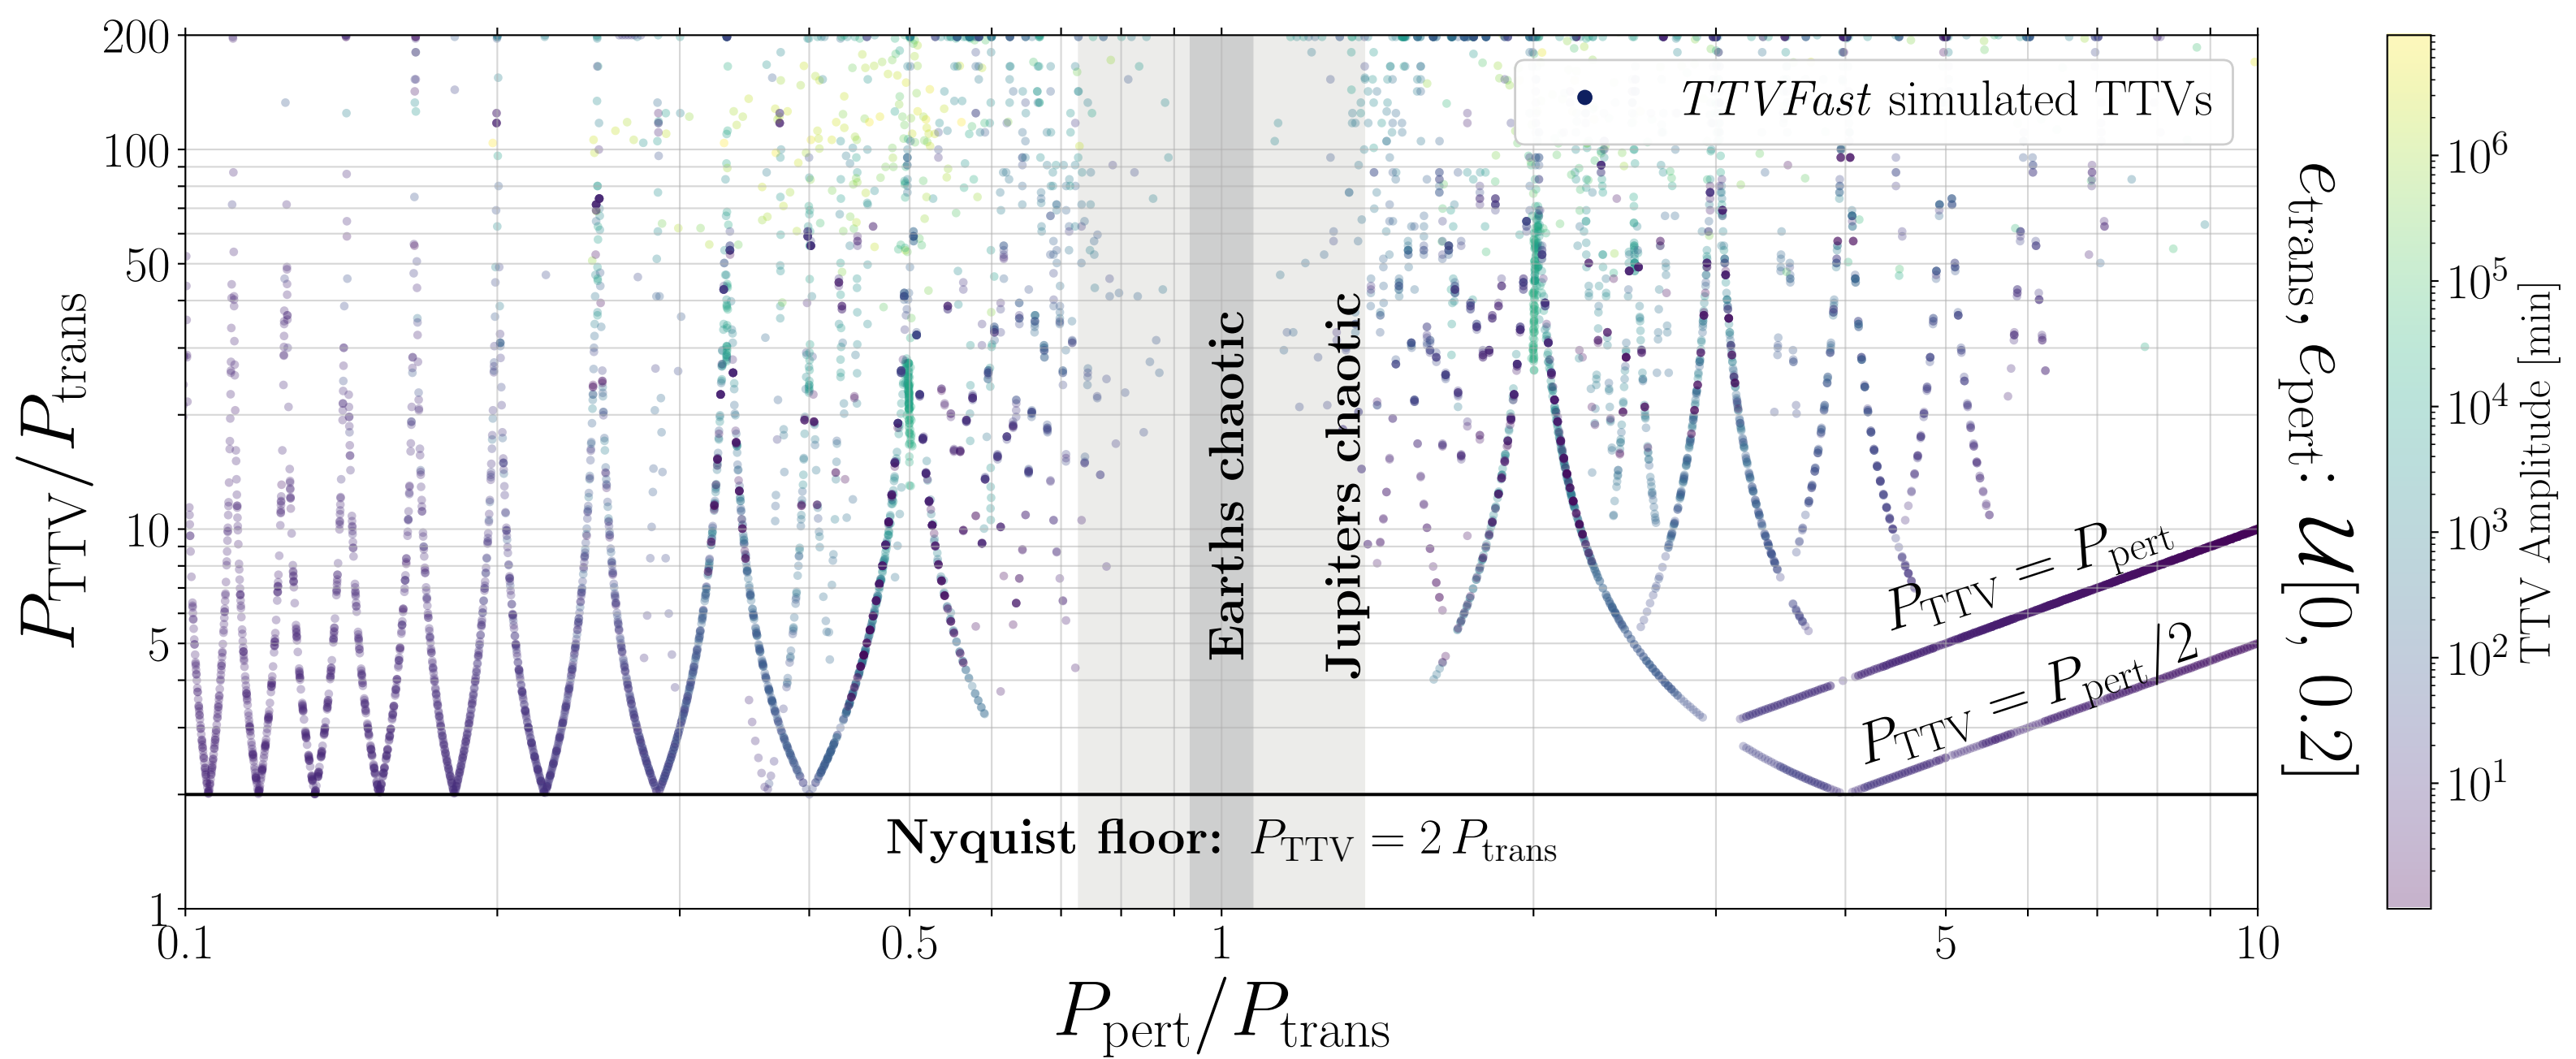 200
100
50
10
5
1
P_TTV/P_trans
TTVFast simulated TTVs
Earths chaotic
Jupiters chaotic
P_TTV = P_pert
P_TTV = P_pert/2
Nyquist floor: P_TTV = 2 P_trans
0.1
0.5
1
5
10
P_pert/P_trans
e_trans, e_pert: 𝒰[0, 0.2]
10^6
10^5
10^4
10^3
10^2
10^1
TTV Amplitude [min]